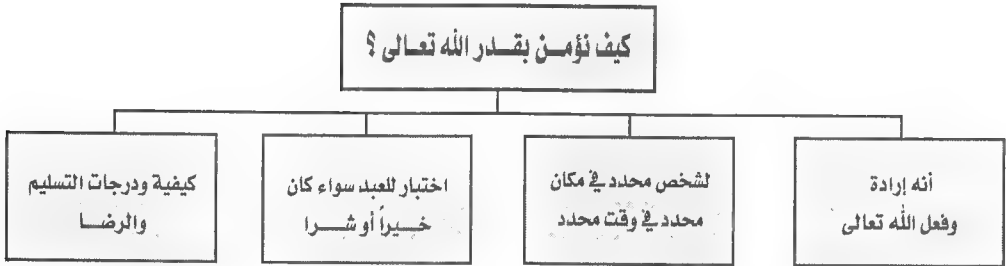 كيف نؤمن بقدر الله تعالى ؟
أنه إرادة
وفعل الله تعالى
لشخص محدد في مكان
محدد في وقت محدد
اختبار للعبد سواء كان
خيراً أو شرا
كيفية ودرجات التسليم
والرضا